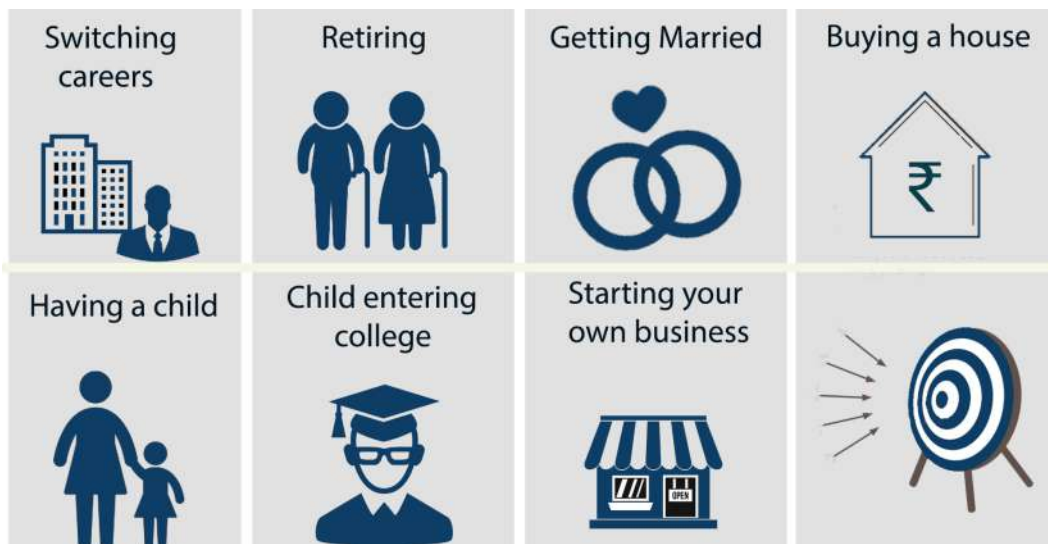 Switching
careers
Retiring
Getting Married
Buying a house
₹
Having a child
Child entering
college
Starting your
own business
OPEN